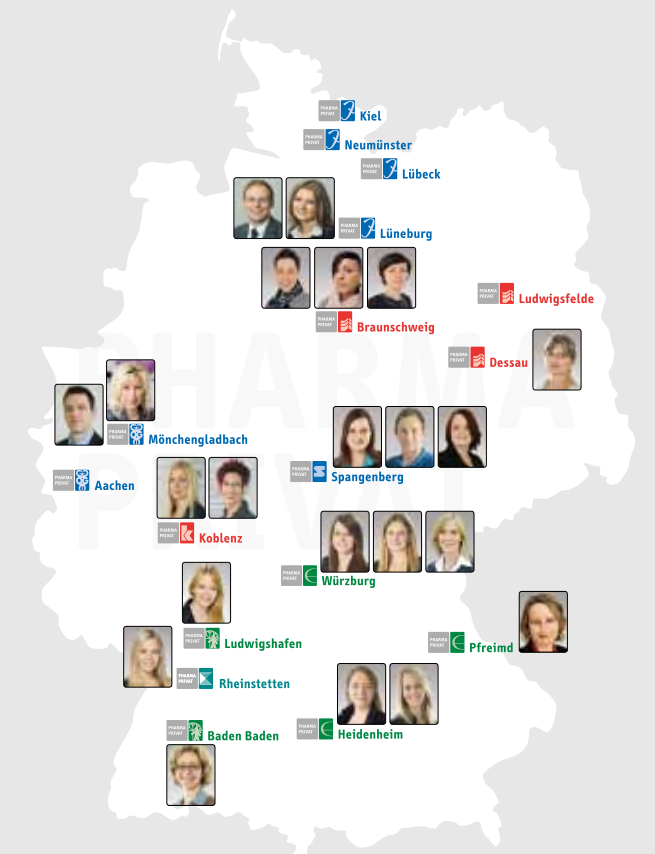 PHARMA
PRIVAT
PHARMA
PRIVAT
Kiel
PHARMA
PRIVAT
Neumünster
PHARMA
PRIVAT
Lübeck
PHARMA
PRIVAT
Lüneburg
PHARMA
PRIVAT
Ludwigsfelde
PHARMA
PRIVAT
Braunschweig
PHARMA
PRIVAT
Dessau
PHARMA
PRIVAT
Mönchengladbach
PHARMA
PRIVAT
Spangenberg
PHARMA
PRIVAT
Aachen
PHARMA
PRIVAT
Koblenz
PHARMA
PRIVAT
Würzburg
PHARMA
PRIVAT
Ludwigshafen
PHARMA
PRIVAT
Pfreimd
PHARMA
PRIVAT
Rheinstetten
PHARMA
PRIVAT
Baden Baden
PHARMA
PRIVAT
Heidenheim